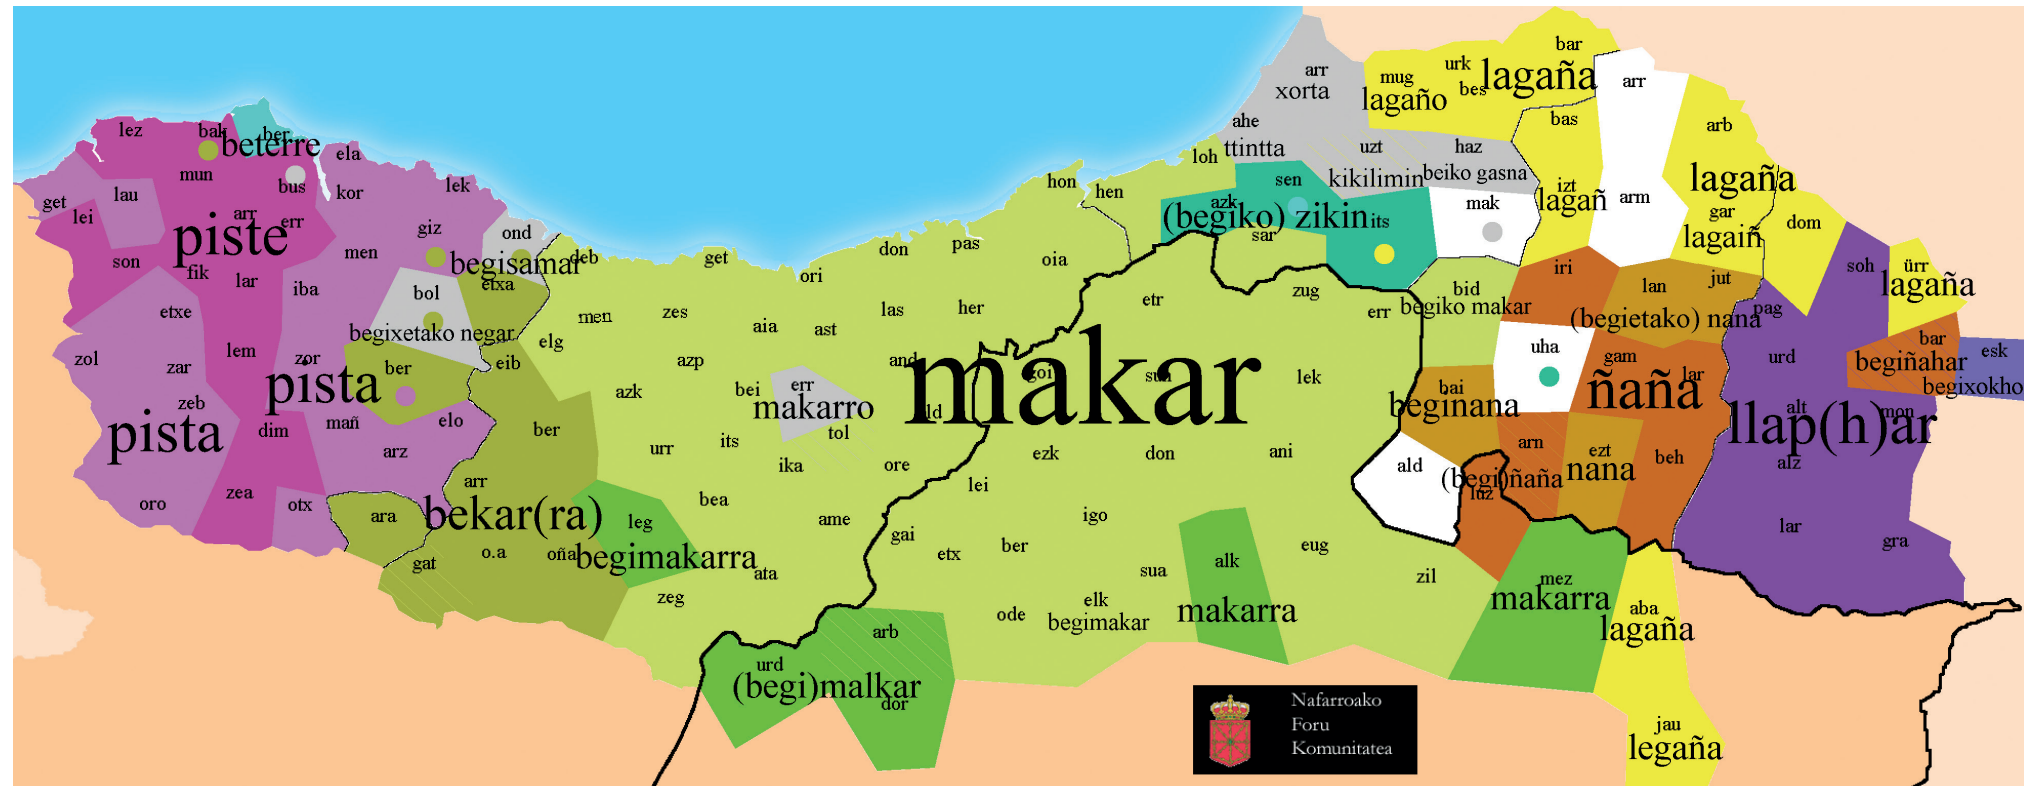 bar
arr
urk
mug
bes
lagaña
lagaño
arr
xorta
ahe
ttintta
bas
arb
lez
bak
ber
beterre
ela
uzt
haz
loh
kikilimin
beiko gasna
mun
bus
kor
lek
hon
hen
sen
izt
lagañ
arm
lagaña
get
lau
lei
arr
err
piste
giz
ond
azk
(begiko) zikin
its
mak
gar
lagaiñ
dom
sar
son
fik
lar
men
iba
begisamar
etxa
deb
get
ori
don
pas
oia
iri
lan
jut
soh
ürr
lagaña
etxe
bol
begixetako negar
men
zes
aia
ast
las
her
etr
zug
err
bid
begiko makar
(begietako) nana
pag
zol
zar
lem
zor
ber
pista
eib
elg
azp
azk
bei
err
makarro
tol
and
ald
makar
goi
sun
lek
uha
gam
lar
ñaña
urd
bar
begiñahar
esk
begixokho
bai
beginana
zeb
pista
dim
mañ
elo
arz
ber
urr
its
ika
ore
ezk
don
ani
ald
arn
(begi)ñaña
luz
ezt
nana
beh
alt
mon
llap(h)ar
alz
oro
zea
otx
ara
arr
bekar(ra)
leg
begimakarra
bea
ame
lei
gai
igo
lar
gra
gat
o.a
oña
ata
zeg
etx
ber
sua
alk
makarra
eug
zil
mez
makarra
aba
lagaña
ode
elk
begimakar
arb
urd
(begi)malkar
dor
jau
legaña
Nafarroako
Foru
Komunitatea